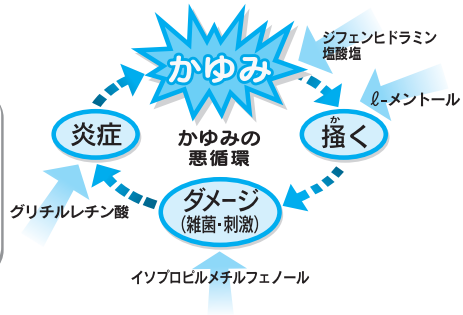 かゆみ
ジフェンヒドラミン
塩酸塩
ℓ-メントール
か
掻く
かゆみの
悪循環
炎症
ダメージ
(雑菌・刺激)
グリチルレチン酸
イソプロピルメチルフェノール